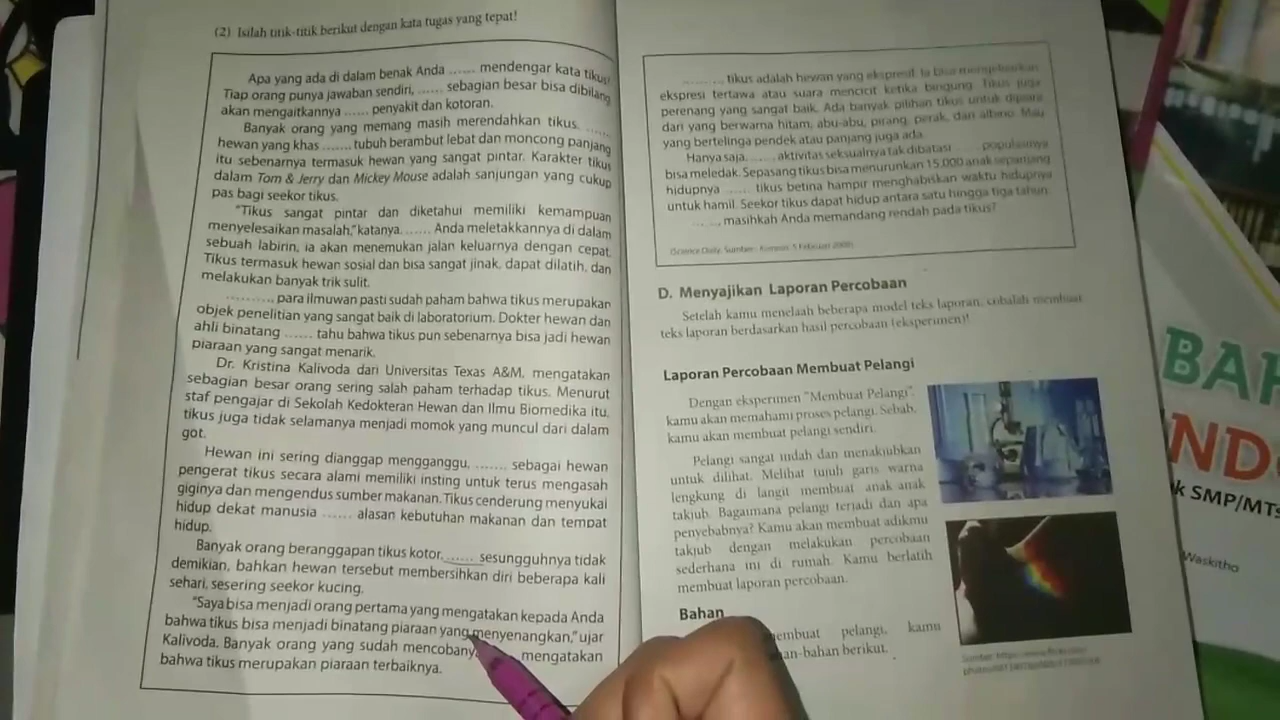 (2) Isilah titik-titik berikut dengan kata tugas yang tepat!
Apa yang ada di dalam benak Anda ...... mendengar kata tikus
Tiap orang punya jawaban sendiri, ...... sebagian besar bisa dibilang
akan mengaitkannya ...... penyakit dan kotoran.
Banyak orang yang memang masih merendahkan tikus. ......
hewan yang khas ....... tubuh berambut lebat dan moncong panjang
itu sebenarnya termasuk hewan yang sangat pintar. Karakter tikus
dalam Tom & Jerry dan Mickey Mouse adalah sanjungan yang cukup
pas bagi seekor tikus.
"Tikus sangat pintar dan diketahui memiliki kemampuan
menyelesaikan masalah," katanya. ...... Anda meletakkannya di dalam
sebuah labirin, ia akan menemukan jalan keluarnya dengan cepat.
Tikus termasuk hewan sosial dan bisa sangat jinak, dapat dilatih, dan
melakukan banyak trik sulit.
.........., para ilmuwan pasti sudah paham bahwa tikus merupakan
objek penelitian yang sangat baik di laboratorium. Dokter hewan dan
ahli binatang ...... tahu bahwa tikus pun sebenarnya bisa jadi hewan
piaraan yang sangat menarik.
Dr. Kristina Kalivoda dari Universitas Texas A&M, mengatakan
sebagian besar orang sering salah paham terhadap tikus. Menurut
staf pengajar di Sekolah Kedokteran Hewan dan Ilmu Biomedika itu,
tikus juga tidak selamanya menjadi momok yang muncul dari dalam
got.
Hewan ini sering dianggap mengganggu, ....... sebagai hewan
pengerat tikus secara alami memiliki insting untuk terus mengasah
giginya dan mengendus sumber makanan. Tikus cenderung menyukai
hidup dekat manusia ...... alasan kebutuhan makanan dan tempat
hidup.
Banyak orang beranggapan tikus kotor, ...... sesungguhnya tidak
demikian, bahkan hewan tersebut membersihkan diri beberapa kali
sehari, sesering seekor kucing.
"Saya bisa menjadi orang pertama yang mengatakan kepada Anda
bahwa tikus bisa menjadi binatang piaraan yang menyenangkan," ujar
Kalivoda. Banyak orang yang sudah mencobany mengatakan
bahwa tikus merupakan piaraan terbaiknya.
.........., tikus adalah hewan yang ekspresif. Ia bisa
ekspresi tertawa atau suara mencicit ketika bingung. Tikus juga
perenang yang sangat baik. Ada banyak pilihan tikus untuk
dari yang berwarna hitam, abu-abu, pirang, perak, dan albino. Mau
yang bertelinga pendek atau panjang juga ada.
Hanya saja, ...... aktivitas seksualnya tak dibatasi ...... populasinya
bisa meledak. Sepasang tikus bisa menurunkan 15.000 anak sepanjang
hidupnya ...... tikus betina hampir menghabiskan waktu hidupnya
untuk hamil. Seekor tikus dapat hidup antara satu hingga tiga tahun.
......, masihkah Anda memandang rendah pada tikus?
(Science Daily, Sumber: Kompas, 5 Februari
D. Menyajikan Laporan Percobaan
Setelah kamu menelaah beberapa model teks laporan, cobalah membuat
teks laporan berdasarkan hasil percobaan (eksperimen)!
Laporan Percobaan Membuat Pelangi
Dengan eksperimen "Membuat Pelangi",
kamu akan memahami proses pelangi. Sebab,
kamu akan membuat pelangi sendiri.
Pelangi sangat indah dan menakjubkan
untuk dilihat. Melihat tujuh garis warna
lengkung di langit membuat anak-anak
takjub. Bagaimana pelangi terjadi dan apa
penyebabnya? Kamu akan membuat adikmu
takjub dengan melakukan percobaan
sederhana ini di rumah. Kamu berlatih
membuat laporan percobaan.
Bahan
membuat pelangi, kamu
han-bahan berikut.
BAH
NDO
k SMP/MTs
Waskitho